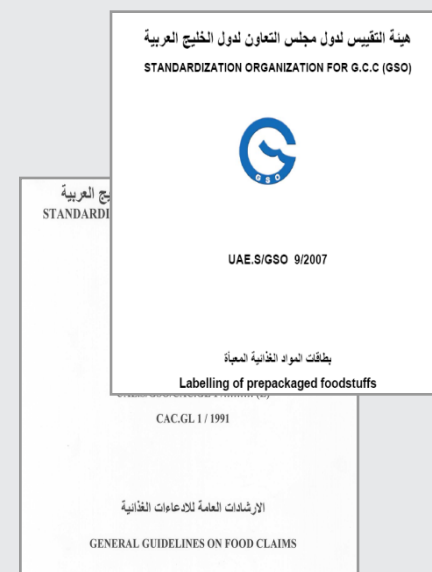 هيئة التقييس لدول مجلس التعاون لدول الخليج العربية
STANDARDIZATION ORGANIZATION FOR G.C.C (GSO)
GSO
UAE.S/GSO 9/2007
بطاقات المواد الغذائية المعبأة
Labelling of prepackaged foodstuffs
يج العربية
STANDARDI
CAC.GL 1 / 1991
الارشادات العامة للادعاءات الغذائية
GENERAL GUIDELINES ON FOOD CLAIMS